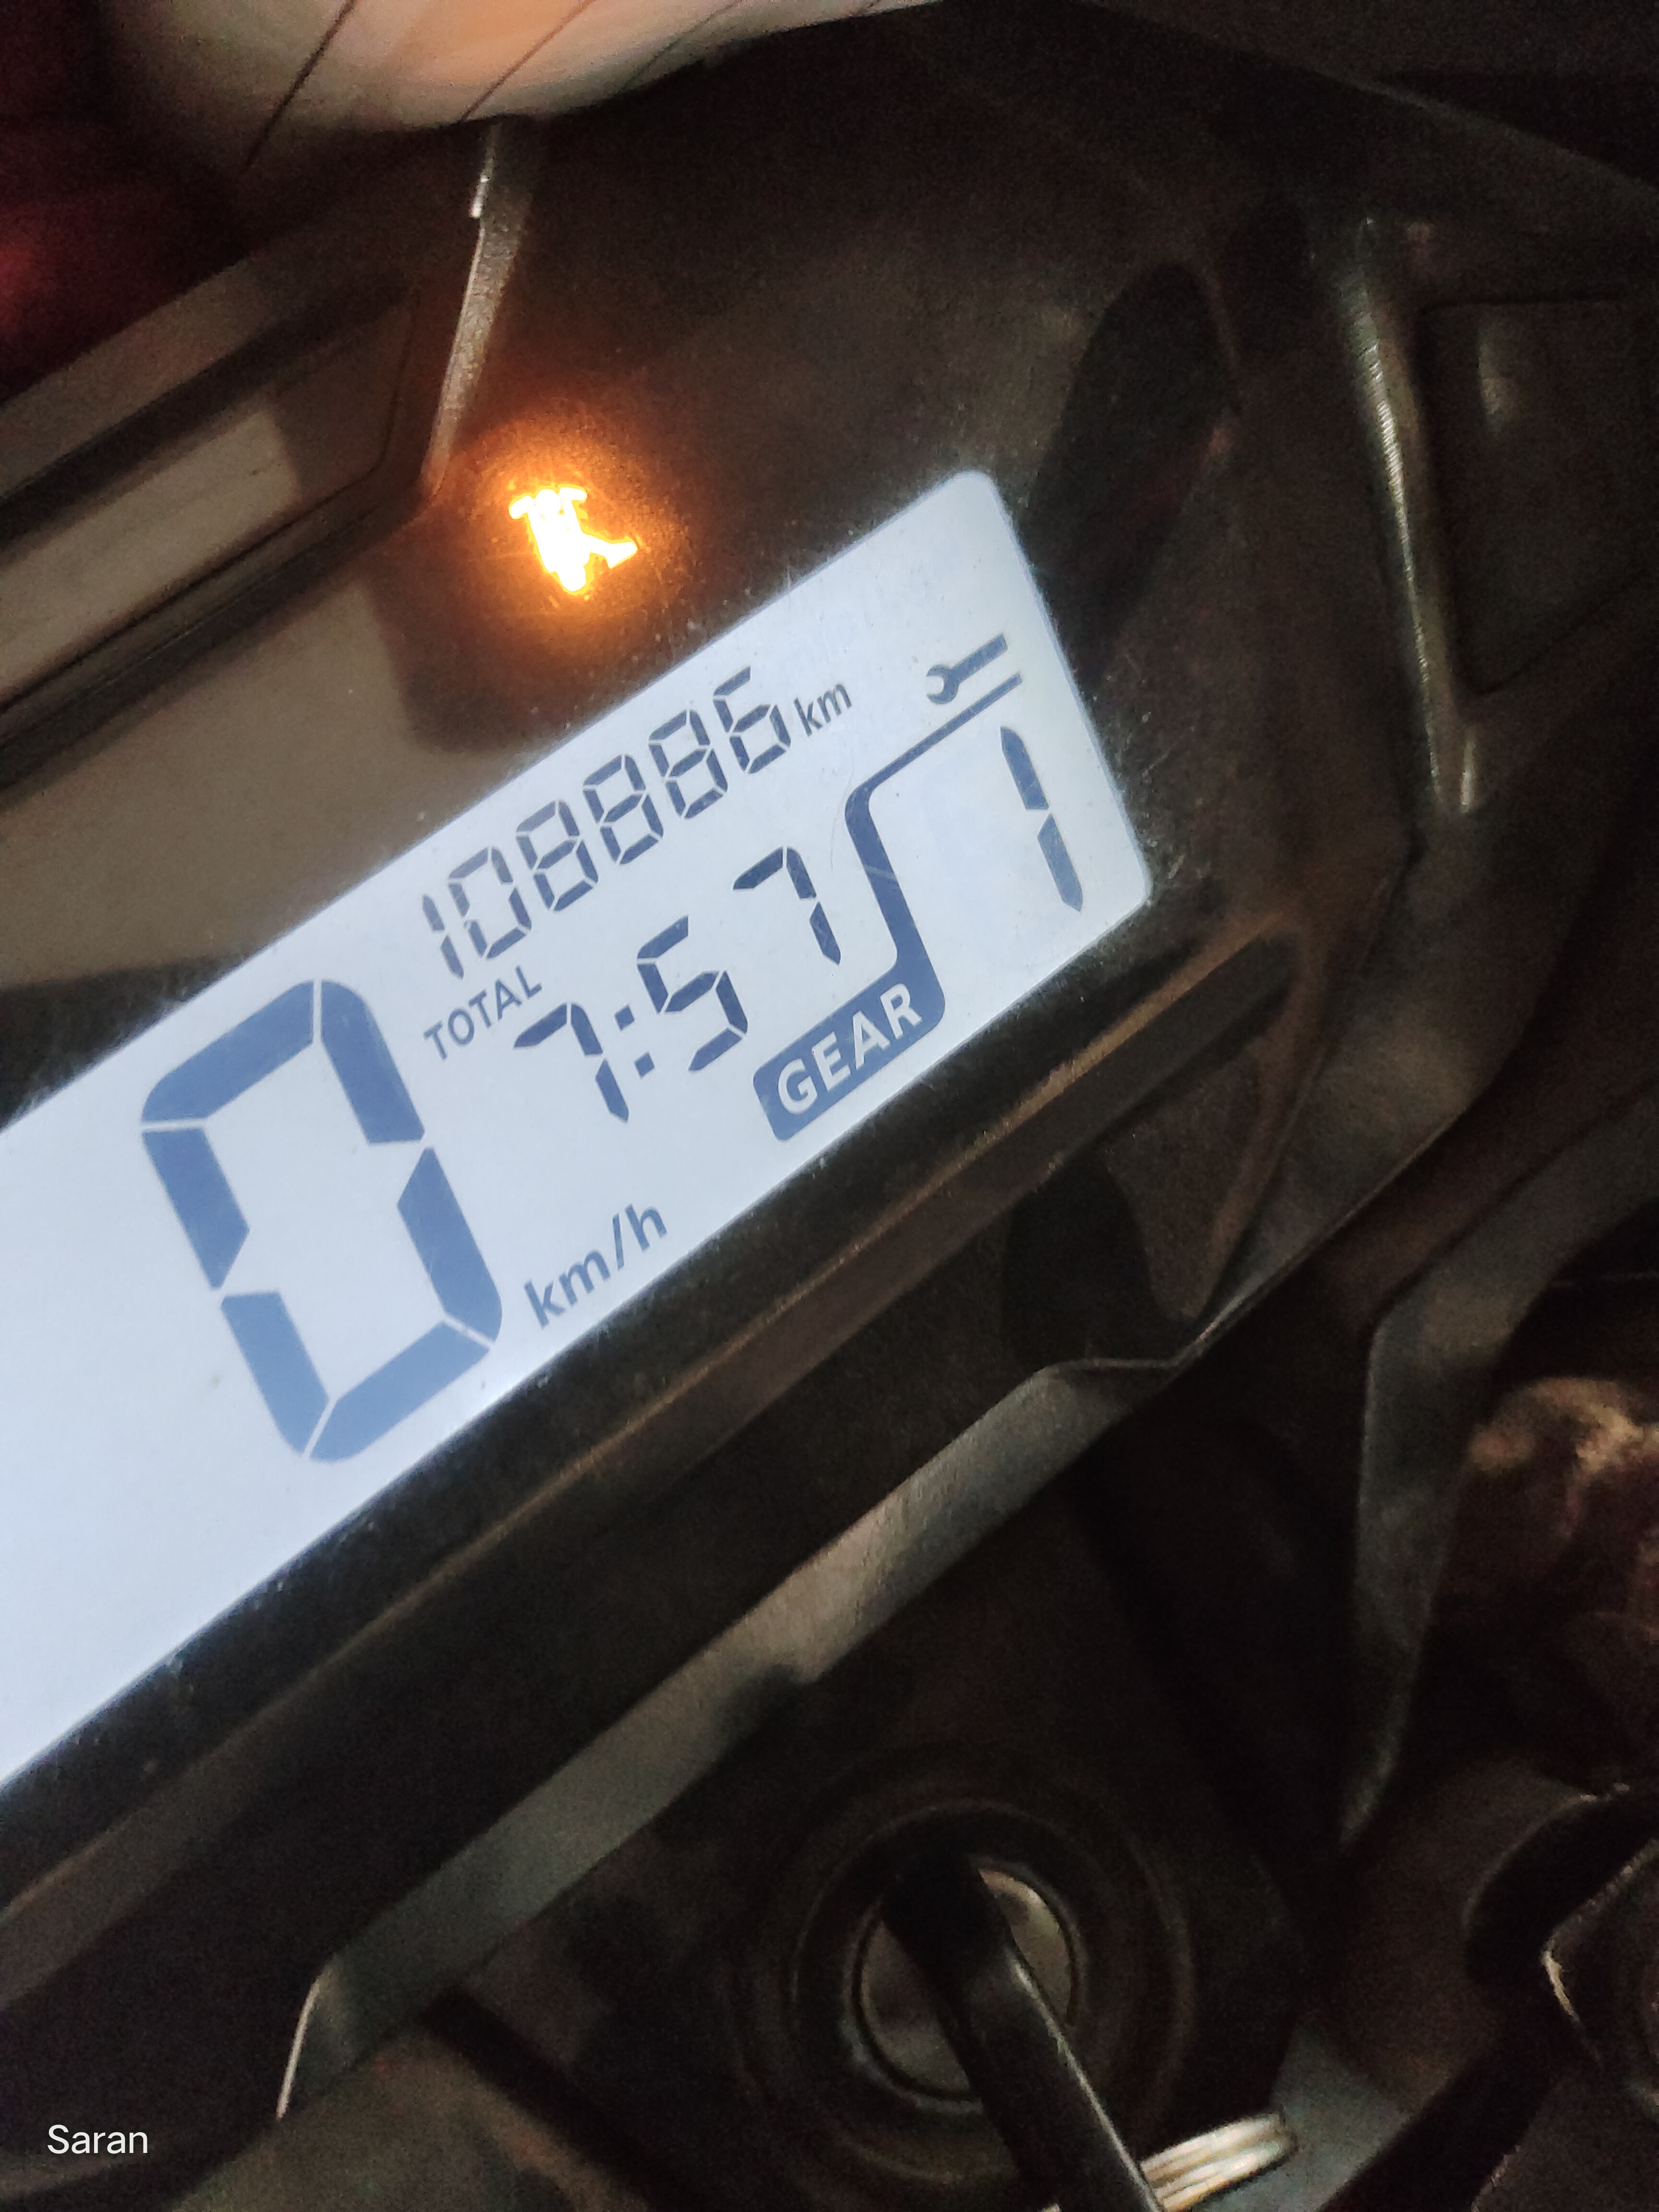 108886 km
TOTAL
7:57
GEAR
1
0 km/h
Saran